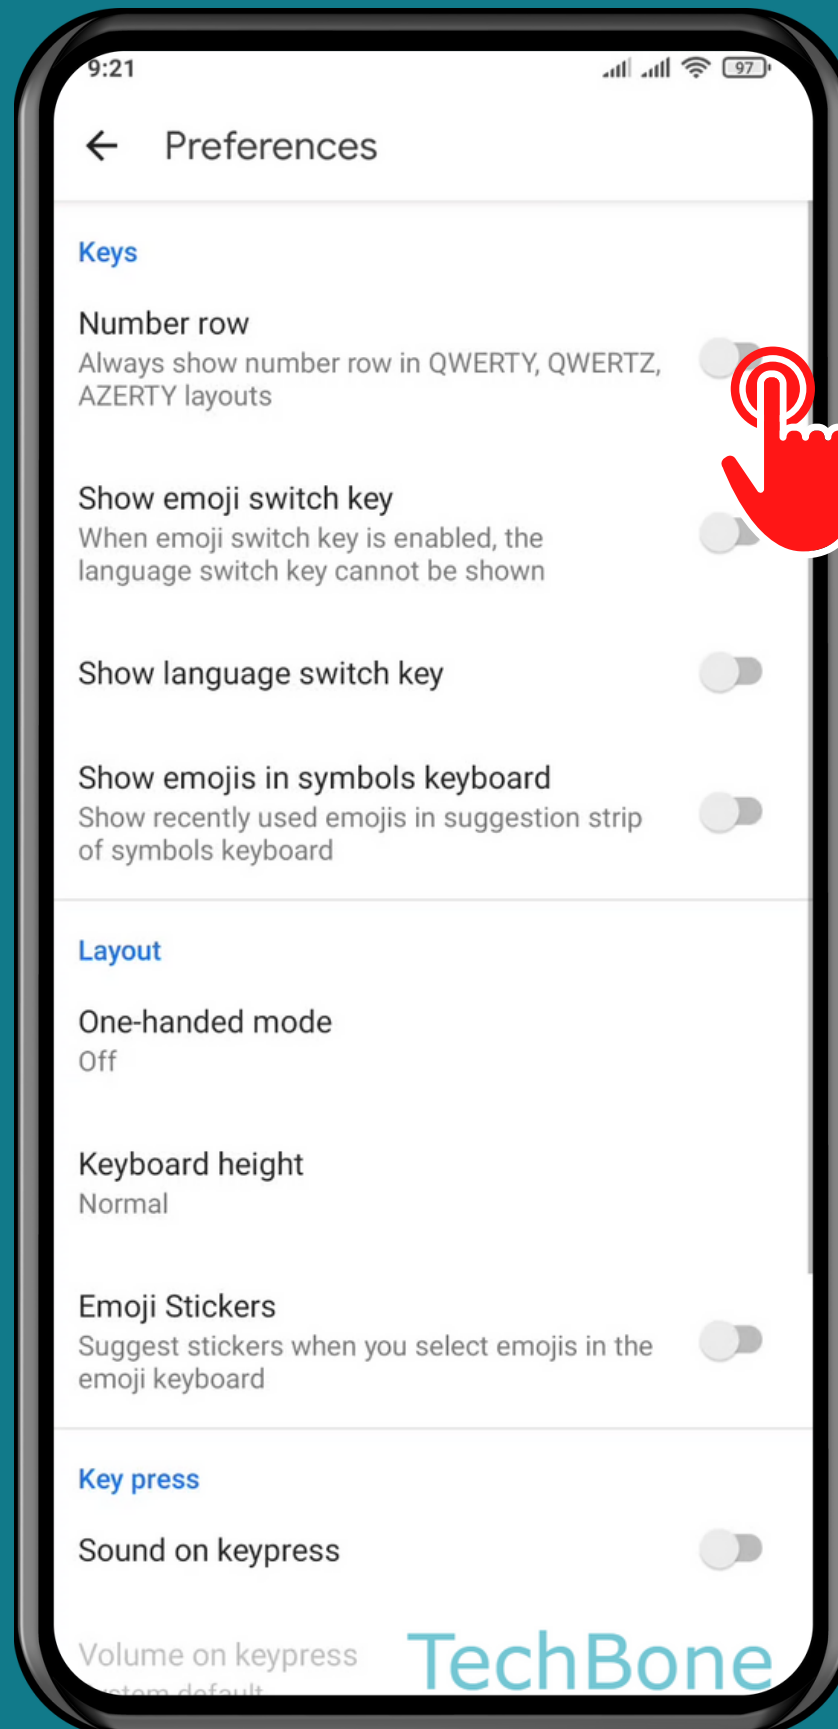 9:21
97
Preferences
Keys
Number row
Always show number row in QWERTY, QWERTZ,
AZERTY layouts
Show emoji switch key
When emoji switch key is enabled, the
language switch key cannot be shown
Show language switch key
Show emojis in symbols keyboard
Show recently used emojis in suggestion strip
of symbols keyboard
Layout
One-handed mode
Off
Keyboard height
Normal
Emoji Stickers
Suggest stickers when you select emojis in the
emoji keyboard
Key press
Sound on keypress
Volume on keypress
default
TechBone